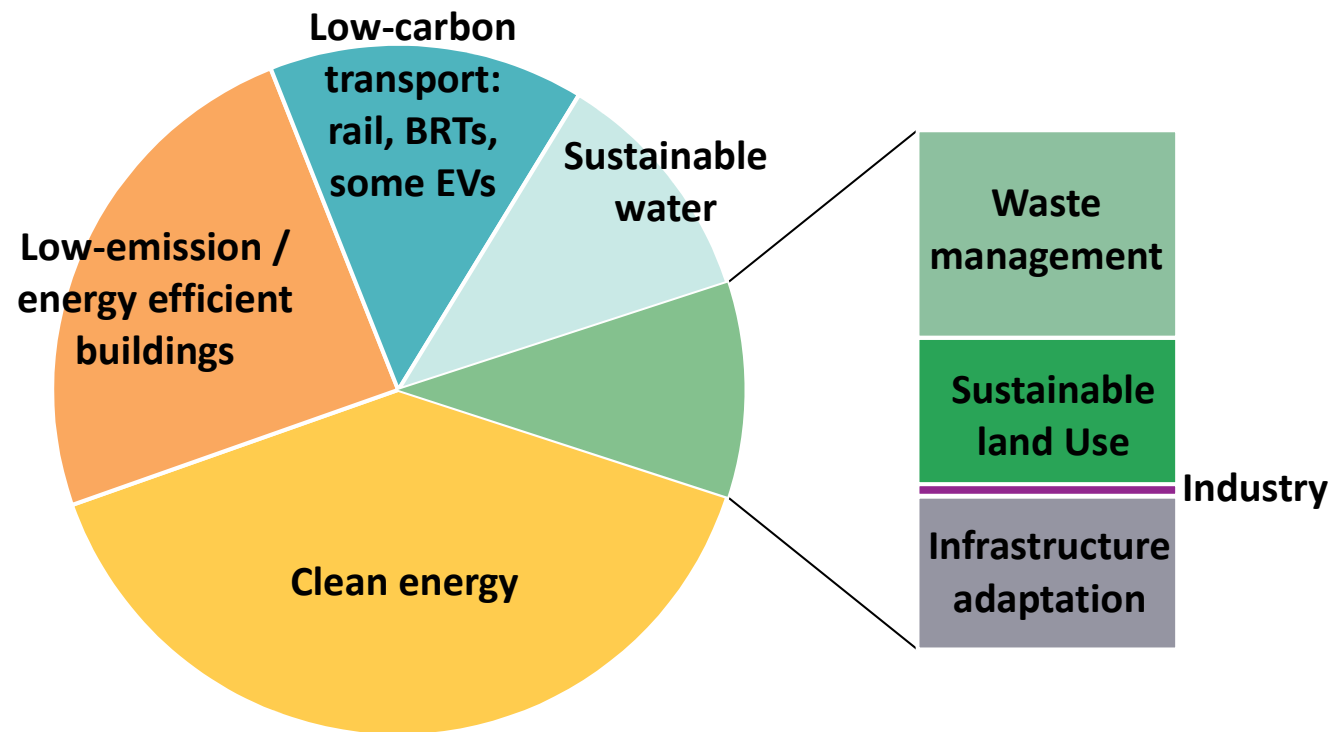 Low-carbon
transport:
rail, BRTs,
some EVs
Sustainable
water
Low-emission /
energy efficient
buildings
Clean energy
Waste
management
Sustainable
land Use
Industry
Infrastructure
adaptation